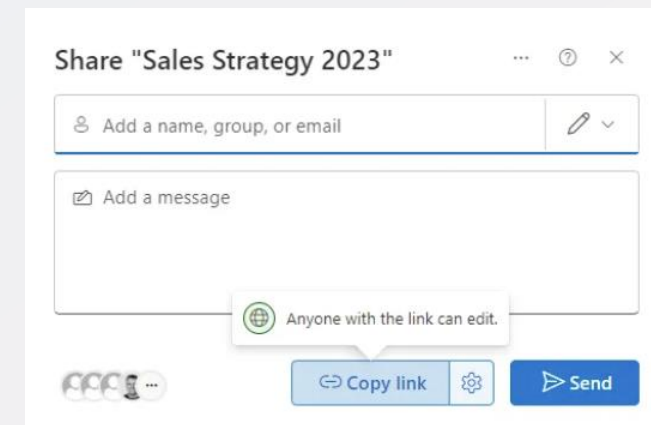 Share "Sales Strategy 2023"
Add a name, group, or email
Add a message
Anyone with the link can edit.
Copy link
Send